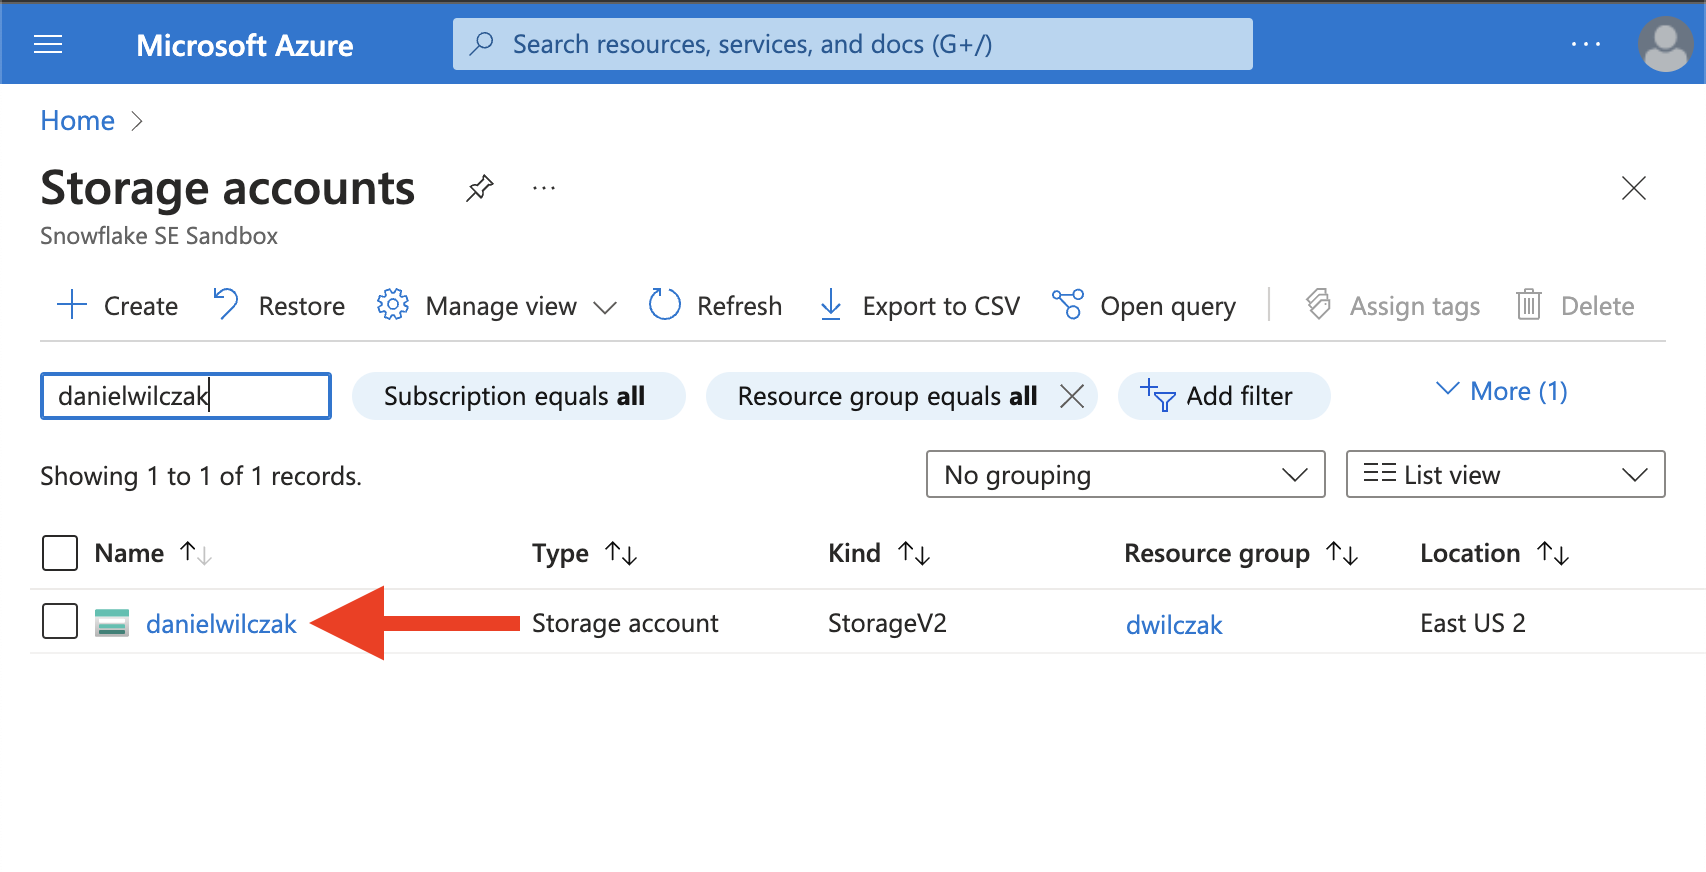 Microsoft Azure
Search resources, services, and docs (G+/)
Home
Storage accounts
Snowflake SE Sandbox
Create Restore Manage view Refresh Export to CSV Open query Assign tags Delete
danielwilczak Subscription equals all Resource group equals all Add filter More (1)
Showing 1 to 1 of 1 records. No grouping List view
Name Type Kind Resource group Location
danielwilczak Storage account StorageV2 dwilczak East US 2